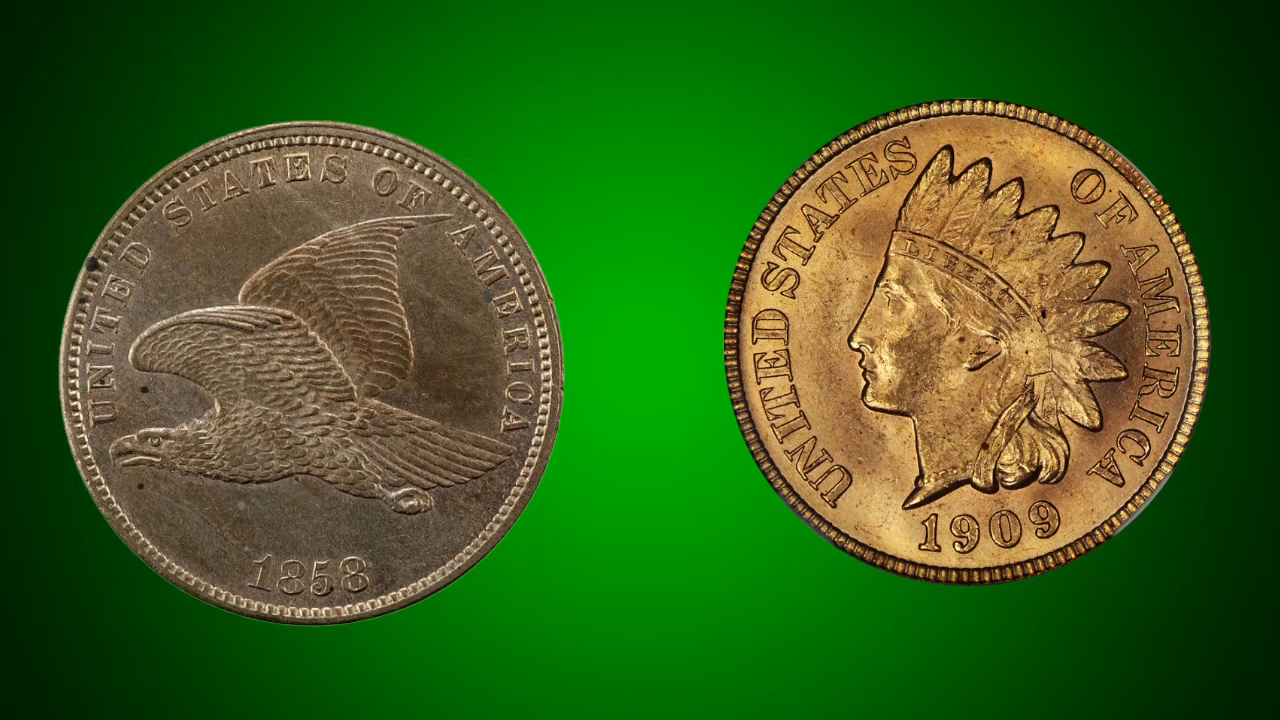 UNITED STATES OF AMERICA
1858
UNITED STATES OF AMERICA
LIBERTY
1909